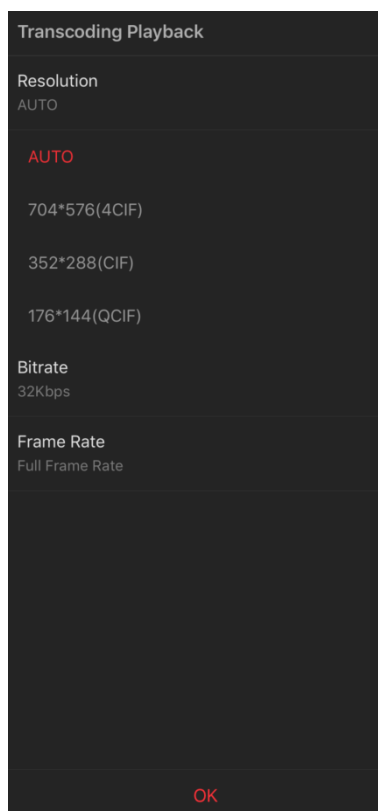 Transcoding Playback
Resolution
AUTO
AUTO
704*576(4CIF)
352*288(CIF)
176*144(QCIF)
Bitrate
32Kbps
Frame Rate
Full Frame Rate
OK